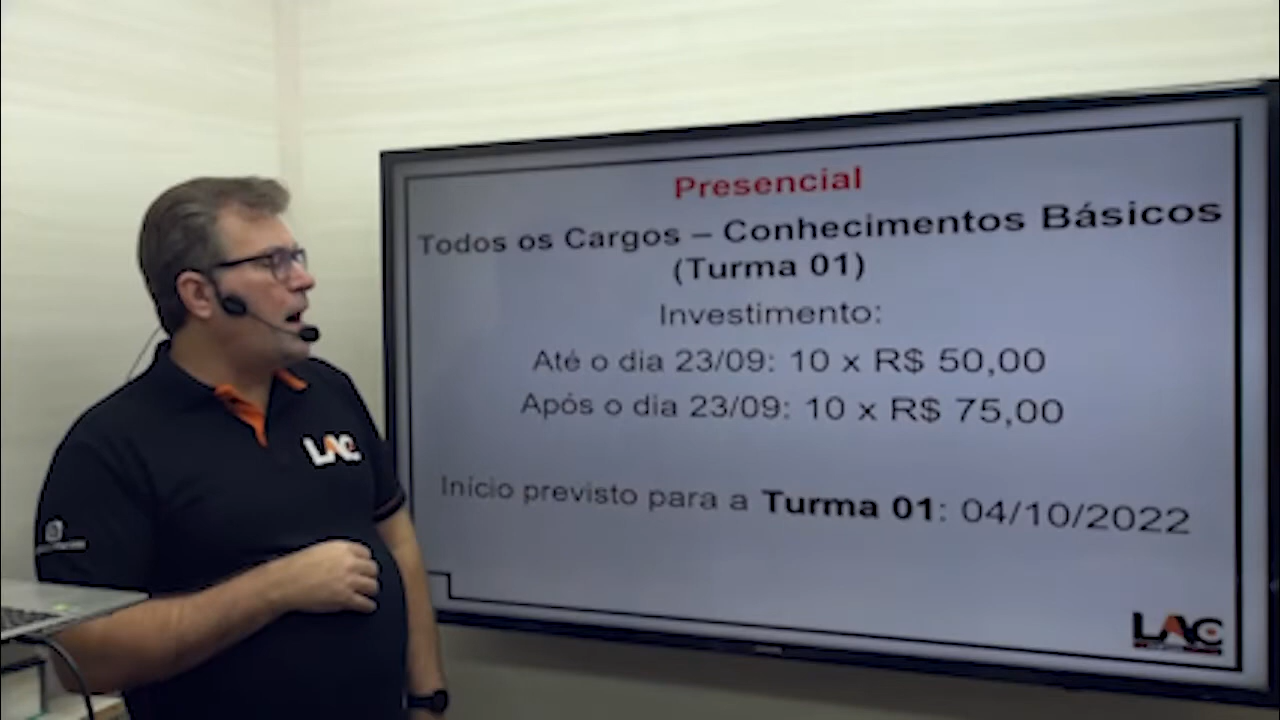 Presencial
Todos os Cargos – Conhecimentos Básicos
(Turma 01)
Investimento:
Até o dia 23/09: 10 x R$ 50,00
Após o dia 23/09: 10 x R$ 75,00
Início previsto para a Turma 01: 04/10/2022
LAC
LAC